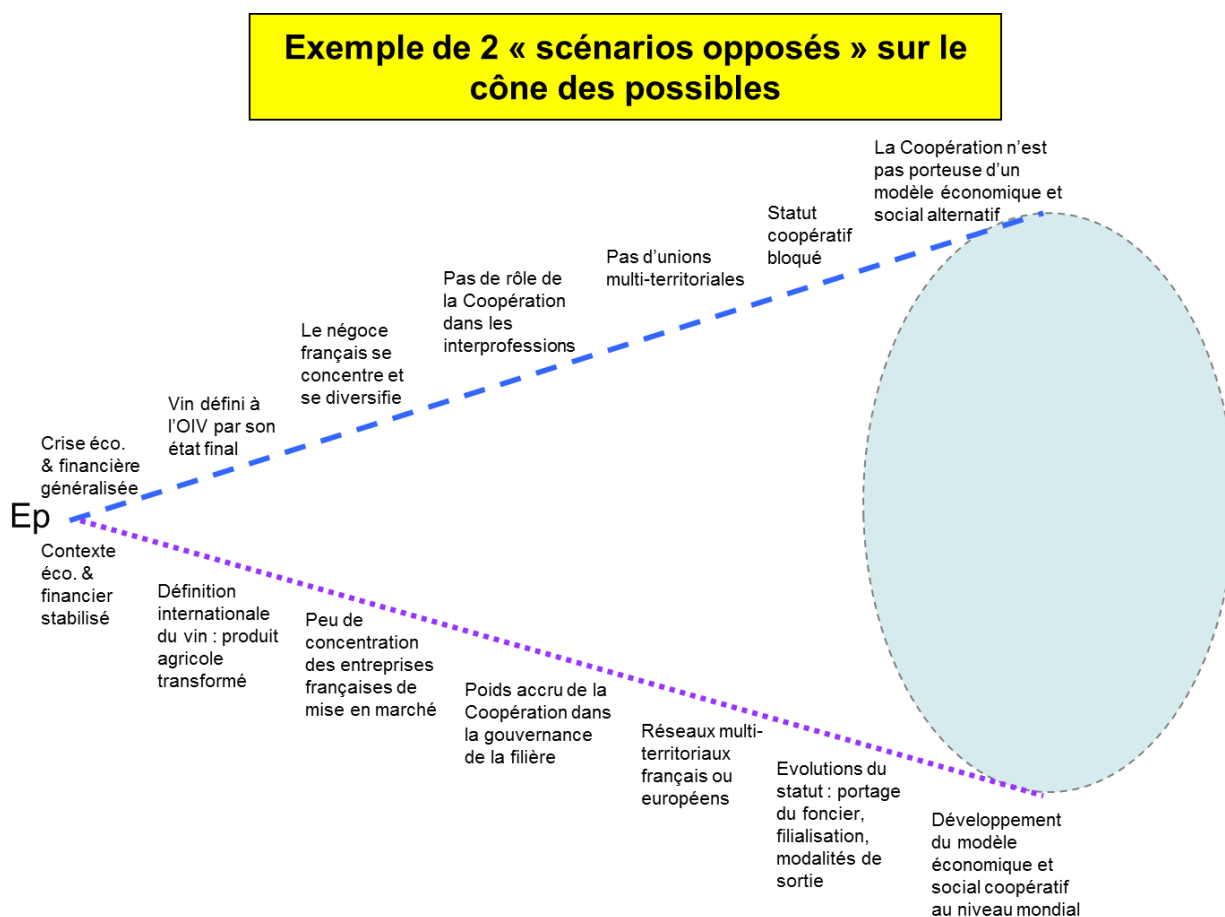 Exemple de 2 « scénarios opposés » sur le
cône des possibles
La Coopération n’est
pas porteuse d’un
modèle économique et
social alternatif
Statut
coopératif
bloqué
Pas d’unions
multi-territoriales
Pas de rôle de
la Coopération
dans les
interprofessions
Le négoce
français se
concentre et
se diversifie
Vin défini à
l’OIV par son
état final
Crise éco.
& financière
généralisée
Ep
Contexte
éco. &
financier
stabilisé
Définition
internationale
du vin : produit
agricole
transformé
Peu de
concentration
des entreprises
françaises de
mise en marché
Poids accru de la
Coopération dans
la gouvernance
de la filière
Réseaux multi-
territoriaux
français ou
européens
Evolutions du
statut : portage
du foncier,
filialisation,
modalités de
sortie
Développement
du modèle
économique et
social coopératif
au niveau mondial